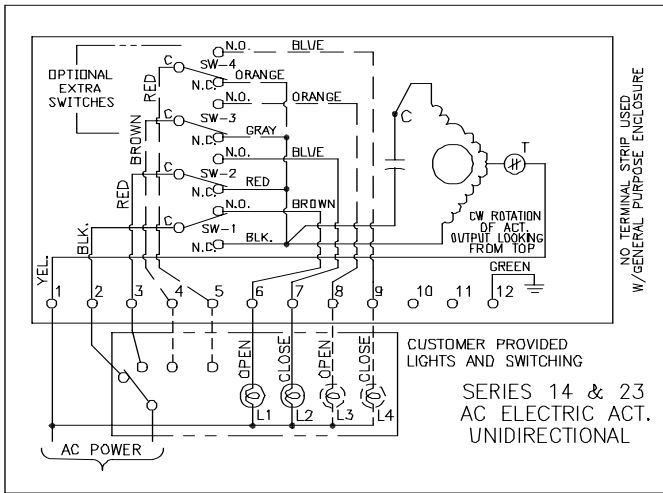 N.O. BLUE
OPTIONAL
EXTRA
SWITCHES
C
SW-4
RED
N.C. ORANGE
N.O. ORANGE
C
BROWN
C
SW-3
N.C. GRAY
N.O. BLUE
T
C
SW-2
RED
N.C. RED
N.O. BROWN
C
SW-1
BLK.
N.C. BLK.
CW ROTATION
OF ACT.
OUTPUT LOOKING
FROM TOP
YEL.
GREEN
NO TERMINAL STRIP USED
W/GENERAL PURPOSE ENCLOSURE
1 2 3 4 5 6 7 8 9 10 11 12
OPEN CLOSE OPEN CLOSE
L1 L2 L3 L4
CUSTOMER PROVIDED
LIGHTS AND SWITCHING
AC POWER
SERIES 14 & 23
AC ELECTRIC ACT.
UNIDIRECTIONAL